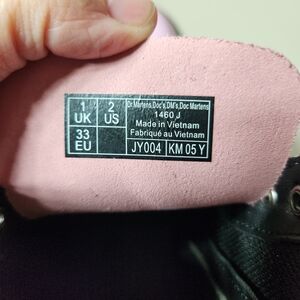 1 UK
2 US
Dr.Martens,Doc's,DM's,Doc Martens
1460 J
Made in Vietnam
Fabriqué au Vietnam
33 EU
JY004
KM 05 Y